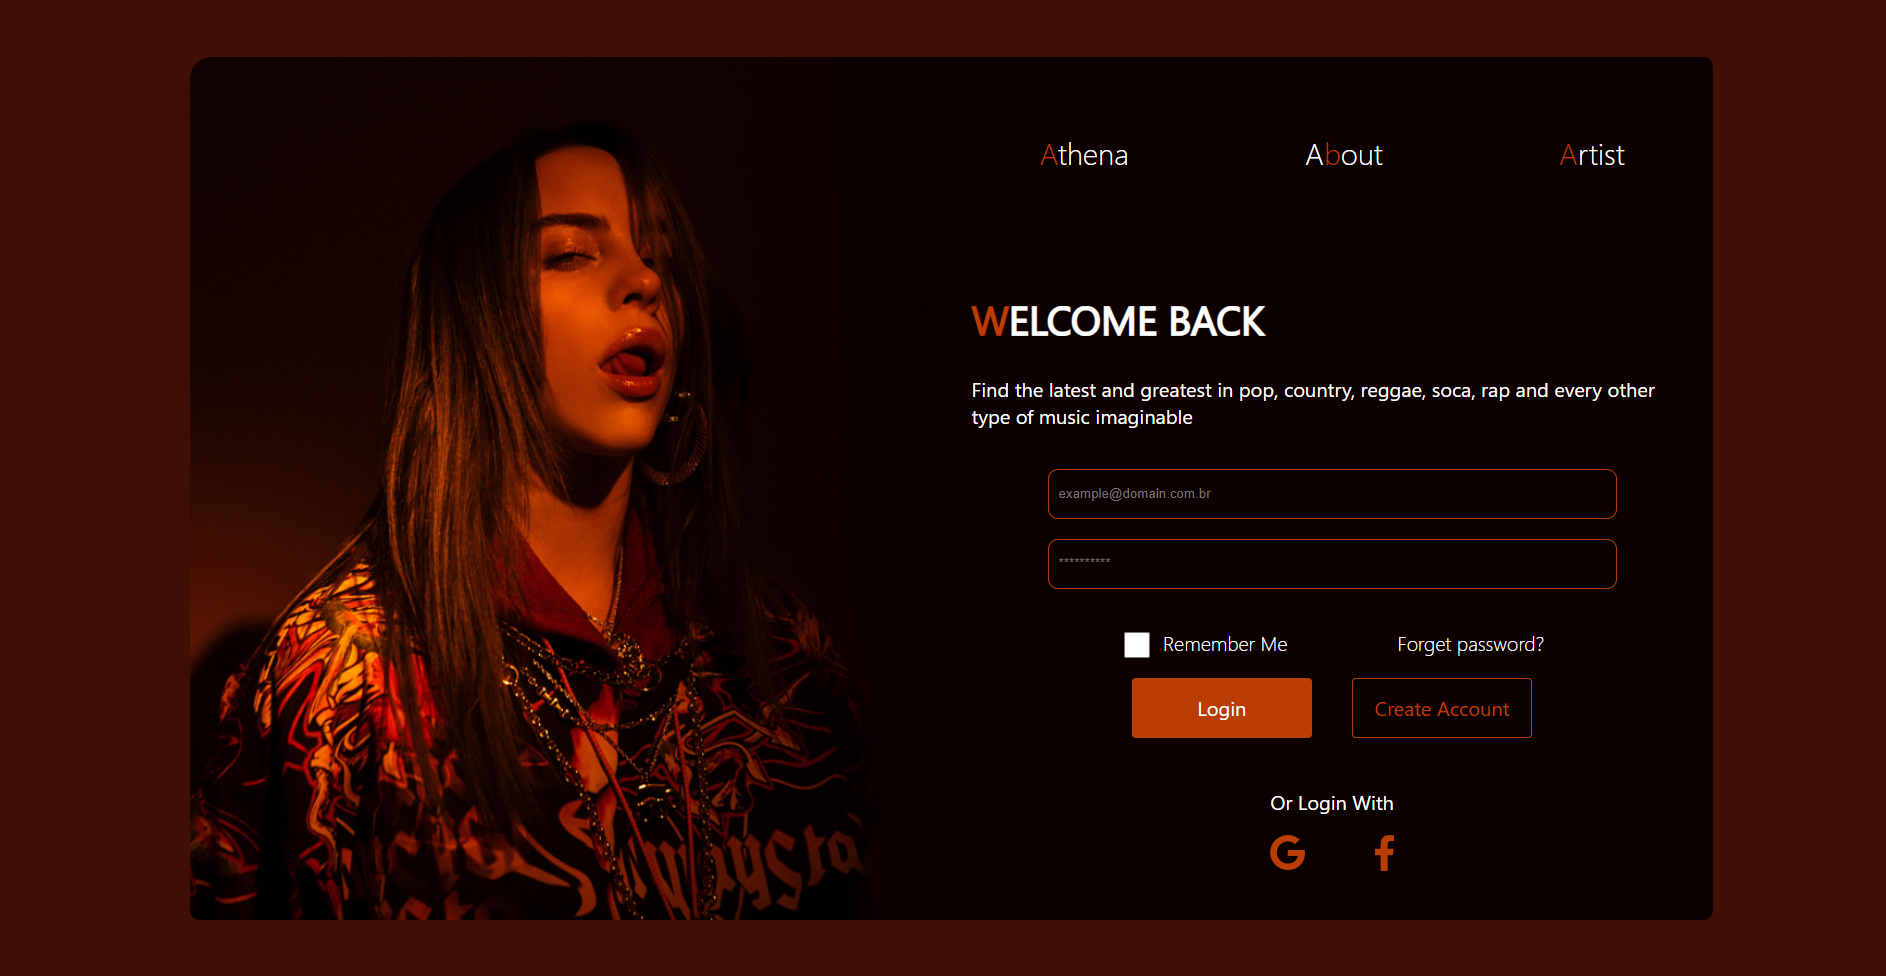 Athena About Artist
WELCOME BACK
Find the latest and greatest in pop, country, reggae, soca, rap and every other
type of music imaginable
example@domain.com.br
**********
Remember Me Forget password?
Login Create Account
Or Login With